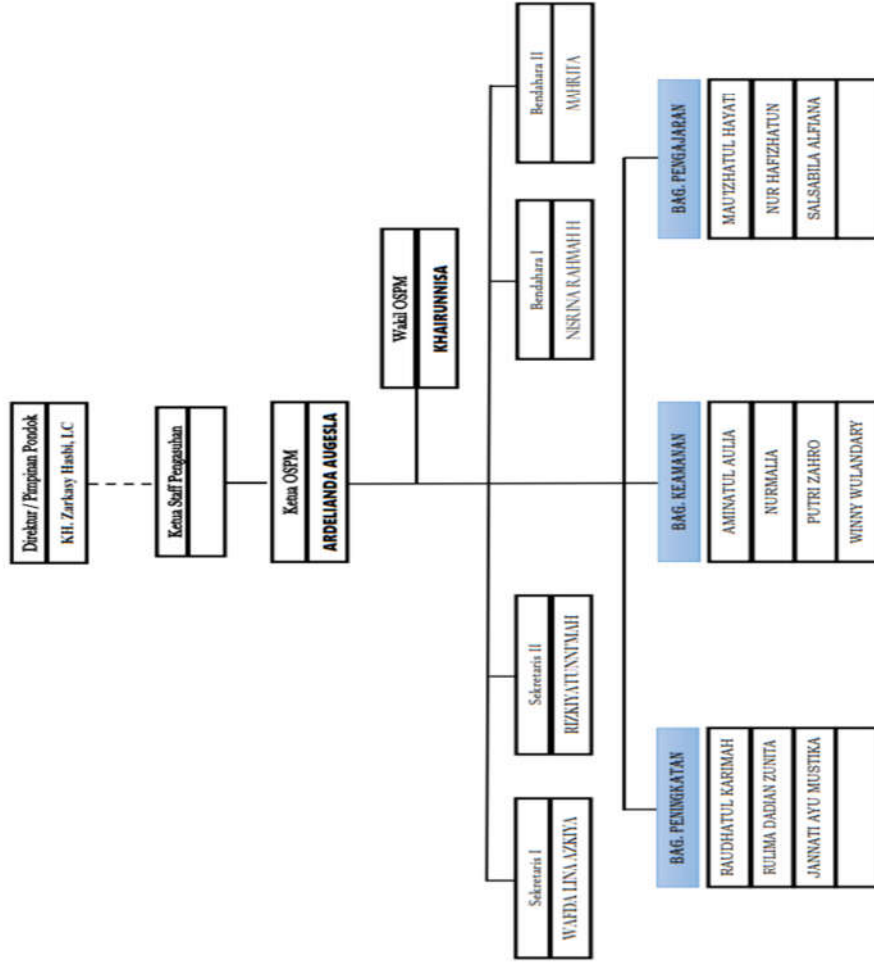 Direktur / Pimpinan Pondok
KH. Zarkasy Hasbi, LC
Ketua Staff Pengasuhan
Ketua OSPM
ARDELIANDA AUGESLA
Wakil OSPM
KHAIRUNNISA
Sekretaris I
WAFDA LINA AZKIYA
Sekretaris II
RIZKIYATUNNI'MAH
Bendahara I
NISRINA RAHMAH H
Bendahara II
MAHRITA
BAG. PENINGKATAN
RAUDHATUL KARIMAH
RULIMA DADIAN ZUNITA
JANNATI AYU MUSTIKA
BAG. KEAMANAN
AMINATUL AULIA
NURMALIA
PUTRI ZAHRO
WINNY WULANDARY
BAG. PENGAJARAN
MAU'IZHATUL HAYATI
NUR HAFIZHATUN
SALSABILA ALFIANA